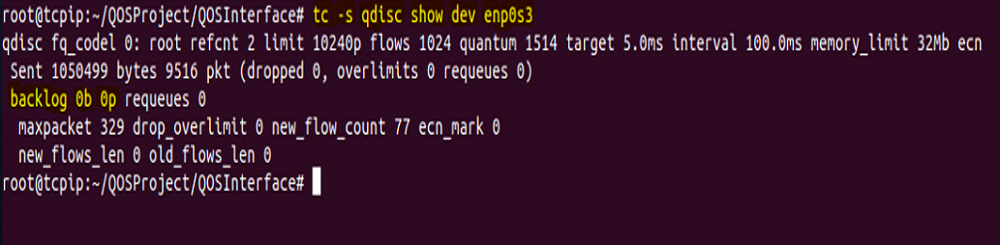 root@tcpip:~/QOSProject/QOSInterface# tc -s qdisc show dev enp0s3
qdisc fq_codel 0: root refcnt 2 limit 10240p flows 1024 quantum 1514 target 5.0ms interval 100.0ms memory_limit 32Mb ecn
Sent 1050499 bytes 9516 pkt (dropped 0, overlimits 0 requeues 0)
backlog 0b 0p requeues 0
maxpacket 329 drop_overlimit 0 new_flow_count 77 ecn_mark 0
new_flows_len 0 old_flows_len 0
root@tcpip:~/QOSProject/QOSInterface#